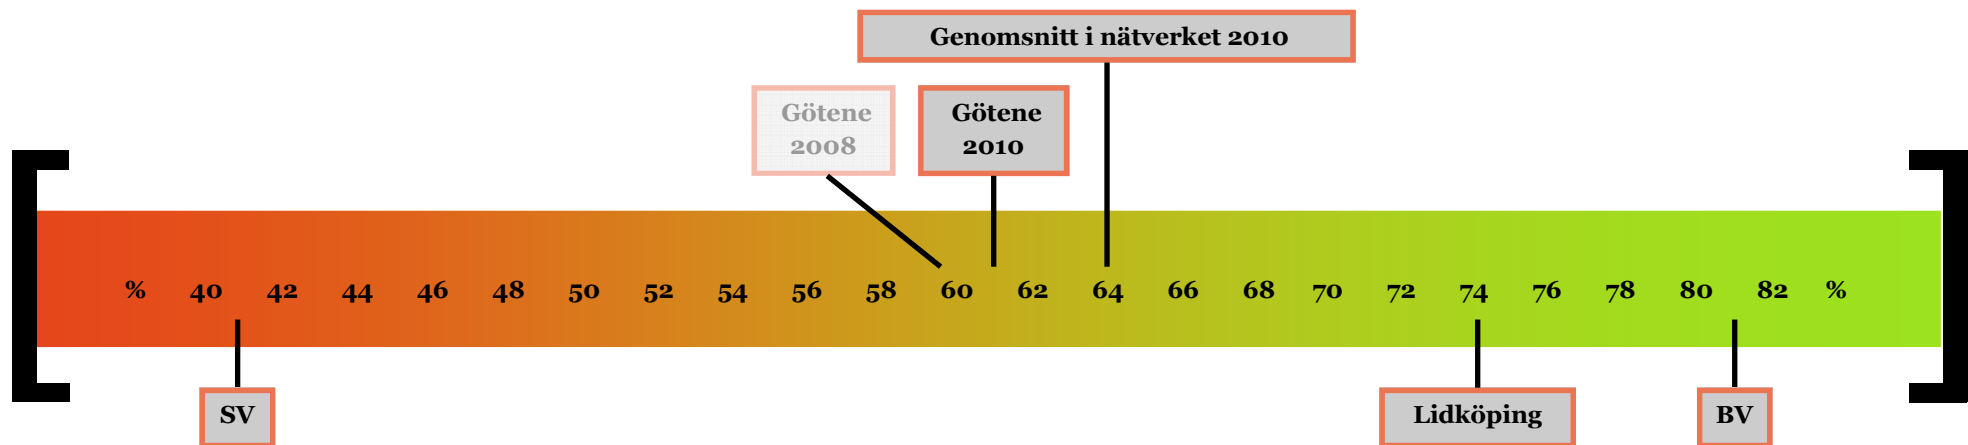 Genomsnitt i nätverket 2010
Götene
2008
Götene
2010
% 40 42 44 46 48 50 52 54 56 58 60 62 64 66 68 70 72 74 76 78 80 82 %
SV
Lidköping
BV